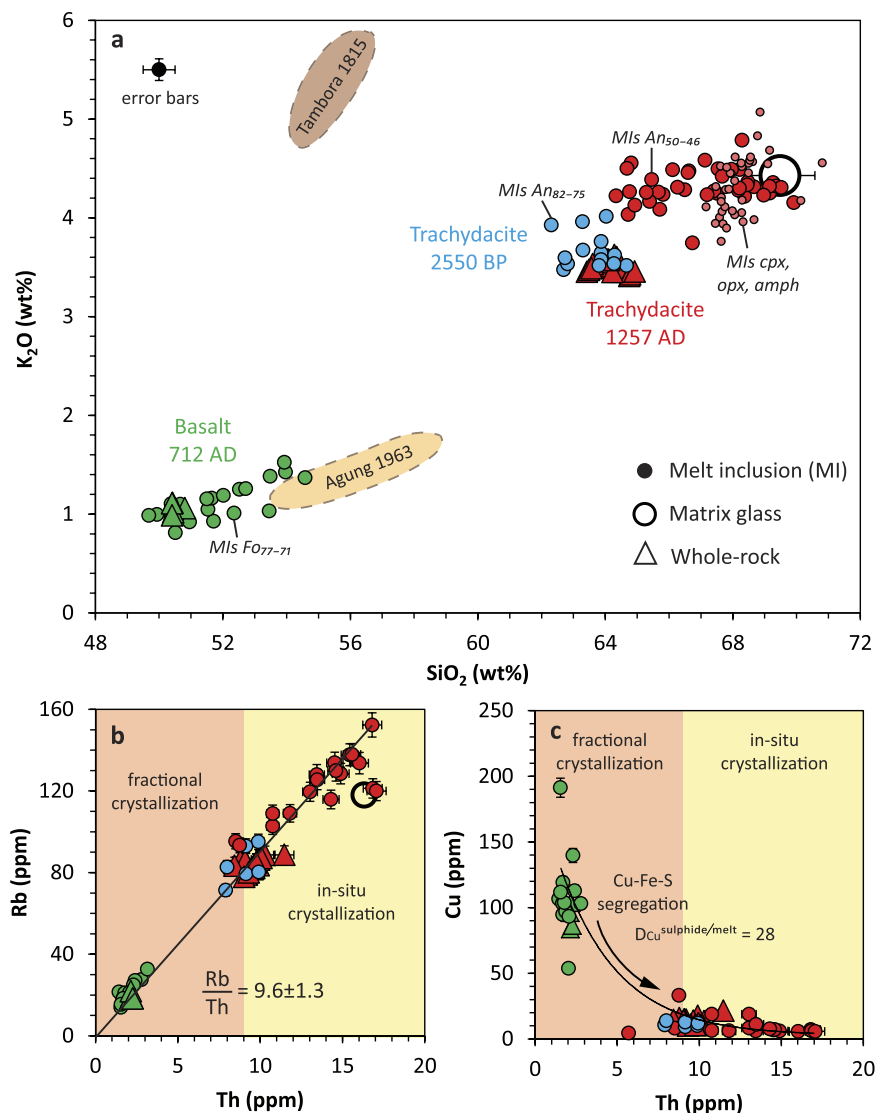 a
6
5
4
3
2
1
0
K₂O (wt%)
error bars
Tambora 1815
MIs An₅₀₋₄₆
MIs An₈₂₋₇₅
Trachydacite
2550 BP
MIs cpx,
opx, amph
Trachydacite
1257 AD
Basalt
712 AD
Agung 1963
MIs Fo₇₇₋₇₁
Melt inclusion (MI)
Matrix glass
Whole-rock
48 52 56 60 64 68 72
SiO₂ (wt%)
b
160
120
80
40
0
Rb (ppm)
fractional
crystallization
in-situ
crystallization
Rb
Th
= 9.6±1.3
0 5 10 15 20
Th (ppm)
c
250
200
150
100
50
0
Cu (ppm)
fractional
crystallization
in-situ
crystallization
Cu-Fe-S
segregation
D_Cu^sulphide/melt = 28
0 5 10 15 20
Th (ppm)